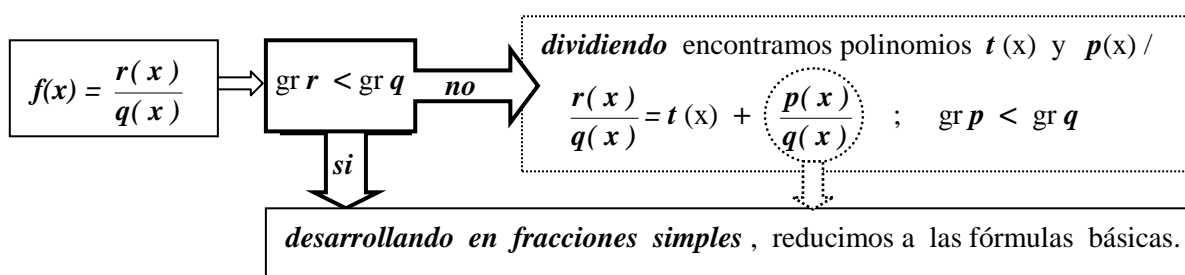 f(x) = r(x) / q(x)
gr r < gr q
no
si
dividiendo encontramos polinomios t (x) y p(x) /
r(x) / q(x) = t (x) + p(x) / q(x) ; gr p < gr q
desarrollando en fracciones simples , reducimos a las fórmulas básicas.